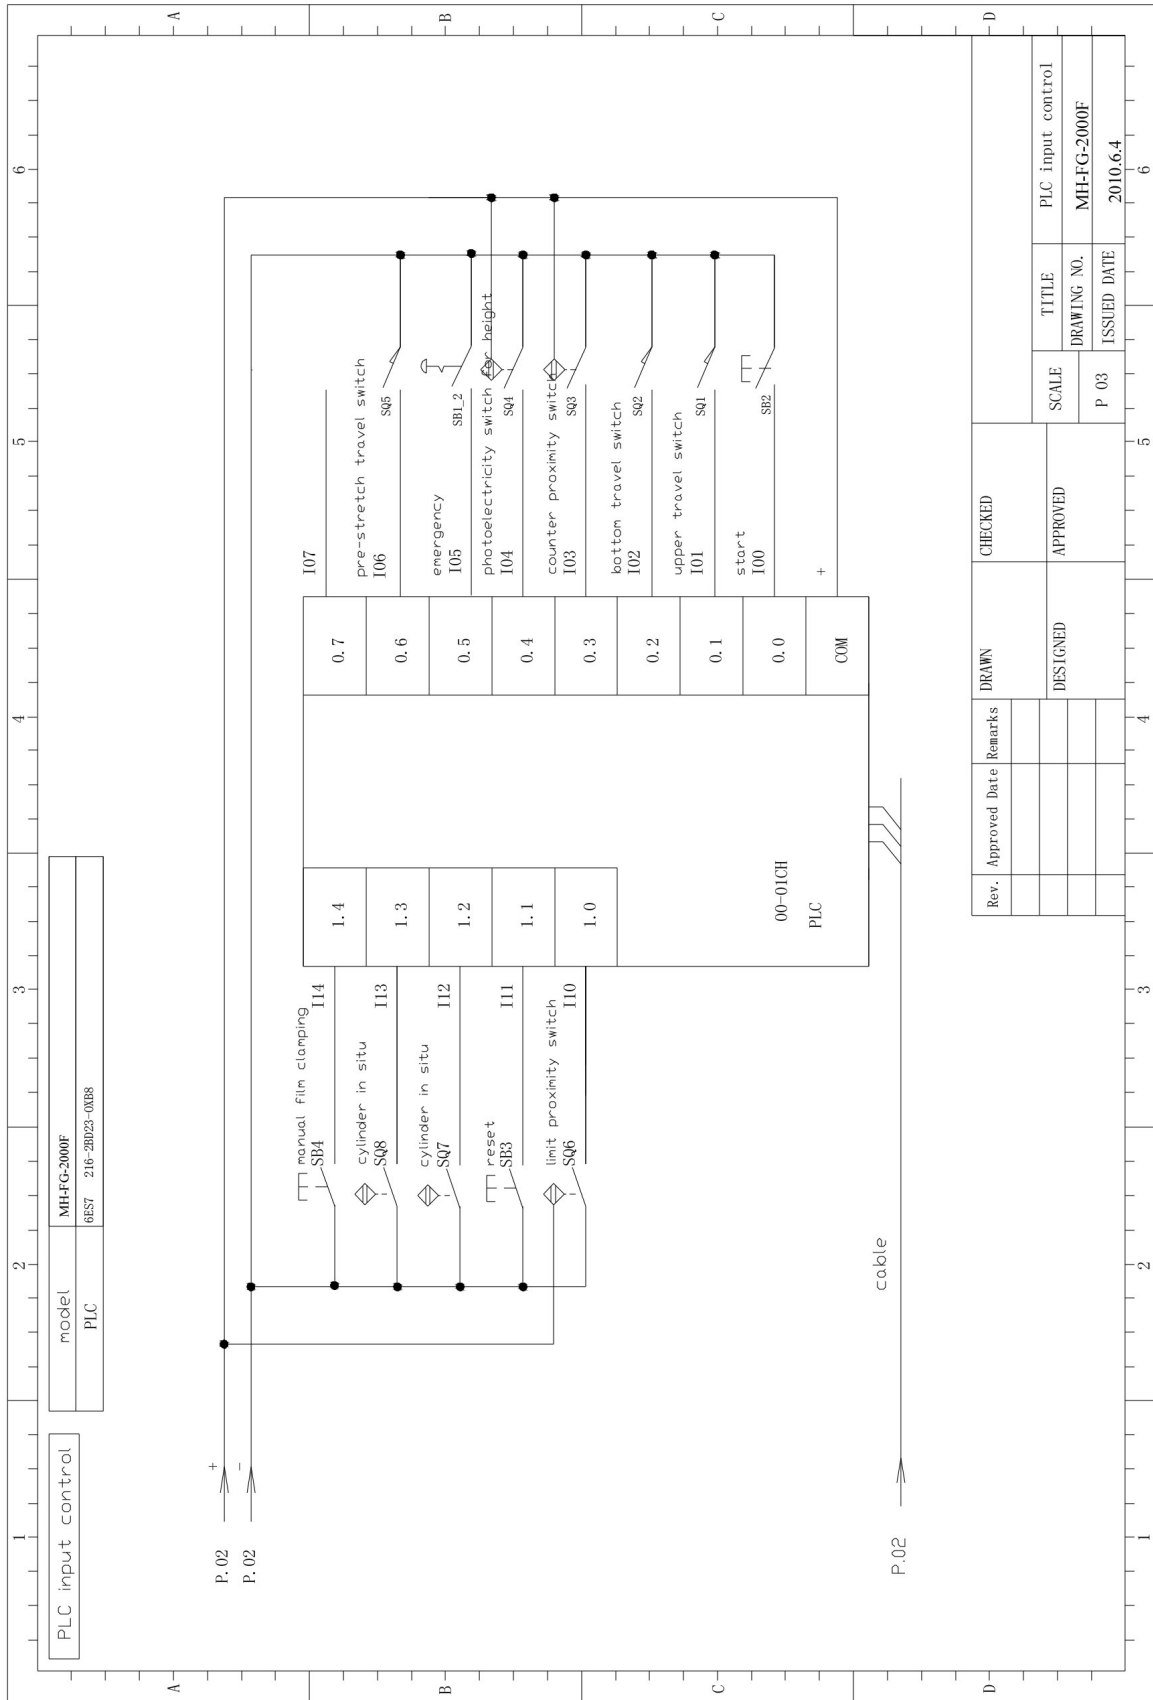 1
2
3
4
5
6
A
B
C
D
PLC input control
model
MH-FG-2000F
PLC
6ES7 216-2BD23-0XB8
P.02
+
P.02
-
manual film clamping
SB4
I14
1.4
cylinder in situ
SQ8
I13
1.3
cylinder in situ
SQ7
I12
1.2
reset
SB3
I11
1.1
limit proximity switch
SQ6
I10
1.0
00-01CH
PLC
0.7
I07
0.6
pre-stretch travel switch
I06
SQ5
0.5
emergency
I05
SB1_2
0.4
photoelectricity switch for height
I04
SQ4
0.3
counter proximity switch
I03
SQ3
0.2
bottom travel switch
I02
SQ2
0.1
upper travel switch
I01
SQ1
0.0
start
I00
SB2
COM
+
cable
P.02
Rev. Approved Date Remarks
DRAWN
CHECKED
DESIGNED
APPROVED
SCALE
P 03
TITLE
PLC input control
DRAWING NO.
MH-FG-2000F
ISSUED DATE
2010.6.4
A
B
C
D
1
2
3
4
5
6